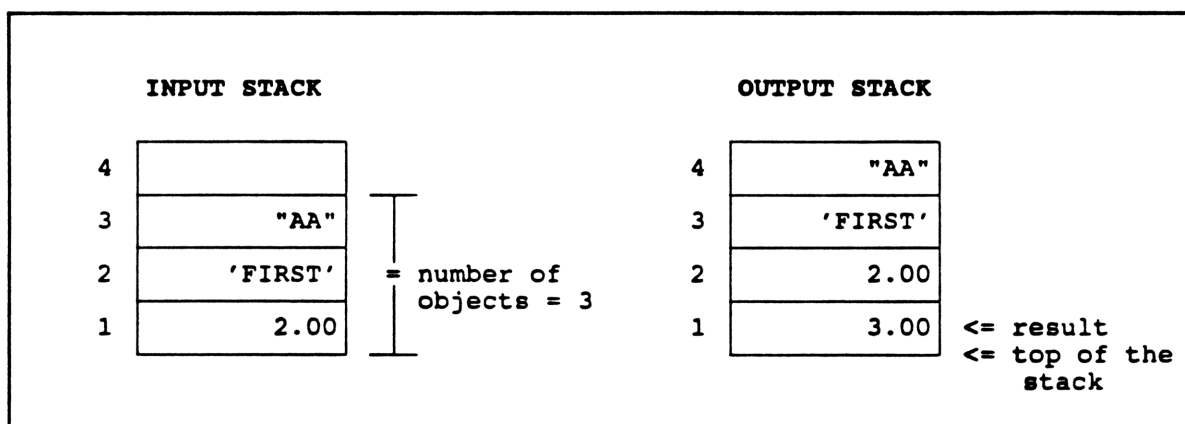 INPUT STACK OUTPUT STACK
4 4 "AA"
3 "AA" 3 'FIRST'
2 'FIRST' = number of 2 2.00
objects = 3
1 2.00 1 3.00 <= result
<= top of the
stack